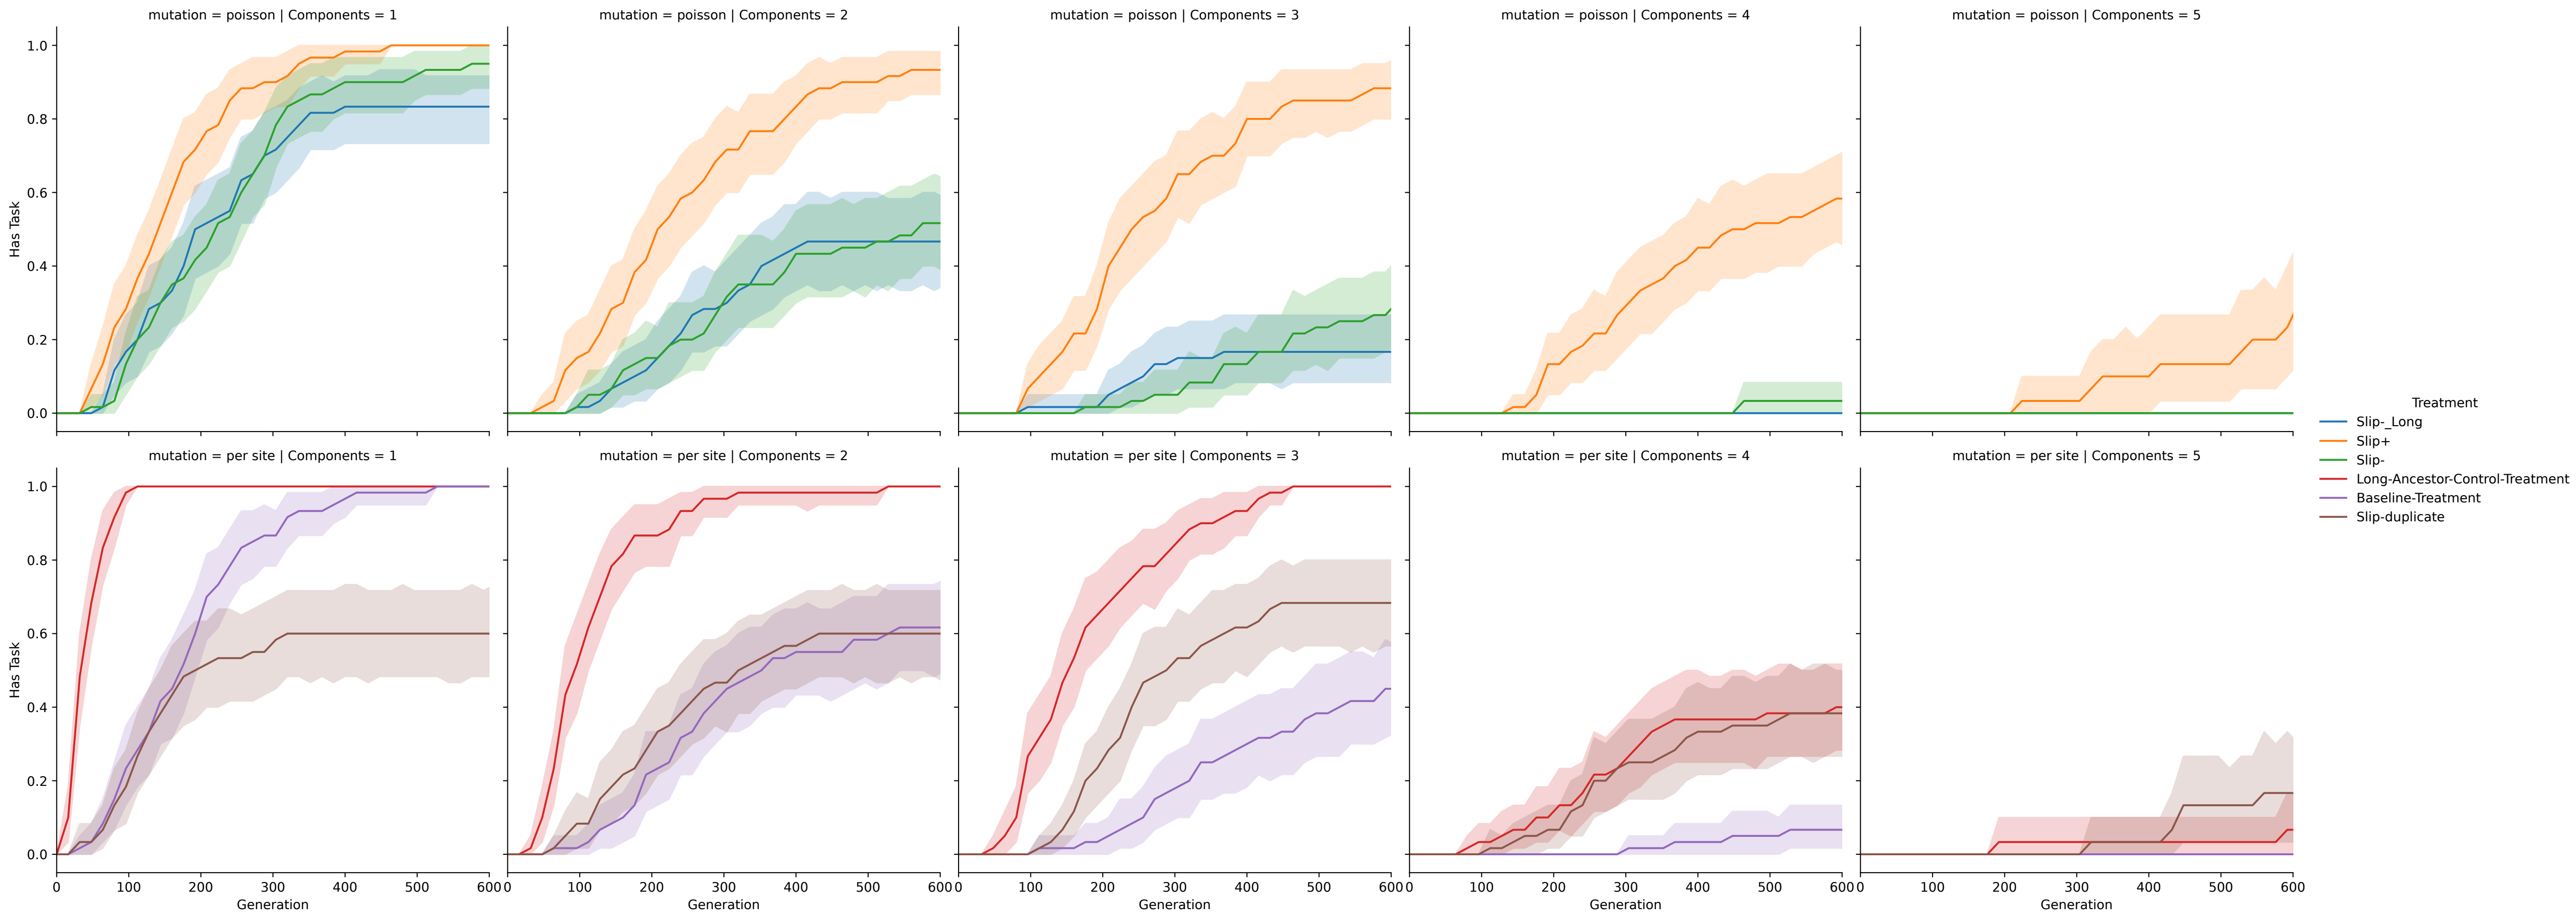 mutation = poisson | Components = 1
mutation = poisson | Components = 2
mutation = poisson | Components = 3
mutation = poisson | Components = 4
mutation = poisson | Components = 5
1.0
0.8
0.6
0.4
0.2
0.0
Has Task
Treatment
Slip-_Long
Slip+
Slip-
Long-Ancestor-Control-Treatment
Baseline-Treatment
Slip-duplicate
mutation = per site | Components = 1
mutation = per site | Components = 2
mutation = per site | Components = 3
mutation = per site | Components = 4
mutation = per site | Components = 5
1.0
0.8
0.6
0.4
0.2
0.0
Has Task
0 100 200 300 400 500 600
0 100 200 300 400 500 600
0 100 200 300 400 500 600
0 100 200 300 400 500 600
0 100 200 300 400 500 600
Generation
Generation
Generation
Generation
Generation